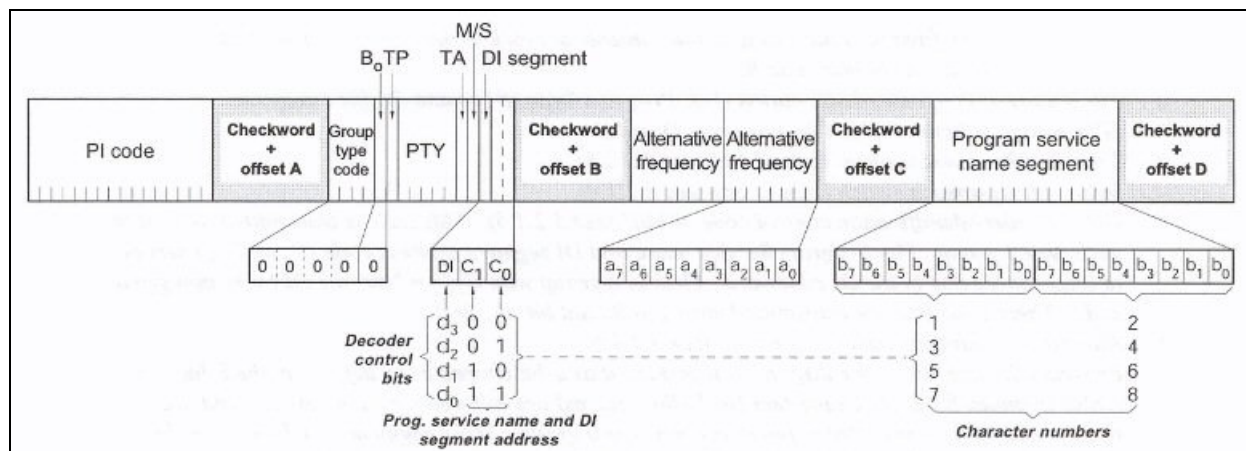 M/S
B0 TP TA DI segment
PI code
Checkword + offset A
Group type code
PTY
Checkword + offset B
Alternative frequency
Alternative frequency
Checkword + offset C
Program service name segment
Checkword + offset D
0 0 0 0 0
DI C1 C0
a7 a6 a5 a4 a3 a2 a1 a0
b7 b6 b5 b4 b3 b2 b1 b0 b7 b6 b5 b4 b3 b2 b1 b0
Decoder control bits
d3 0 0
d2 0 1
d1 1 0
d0 1 1
1 2
3 4
5 6
7 8
Prog. service name and DI
segment address
Character numbers